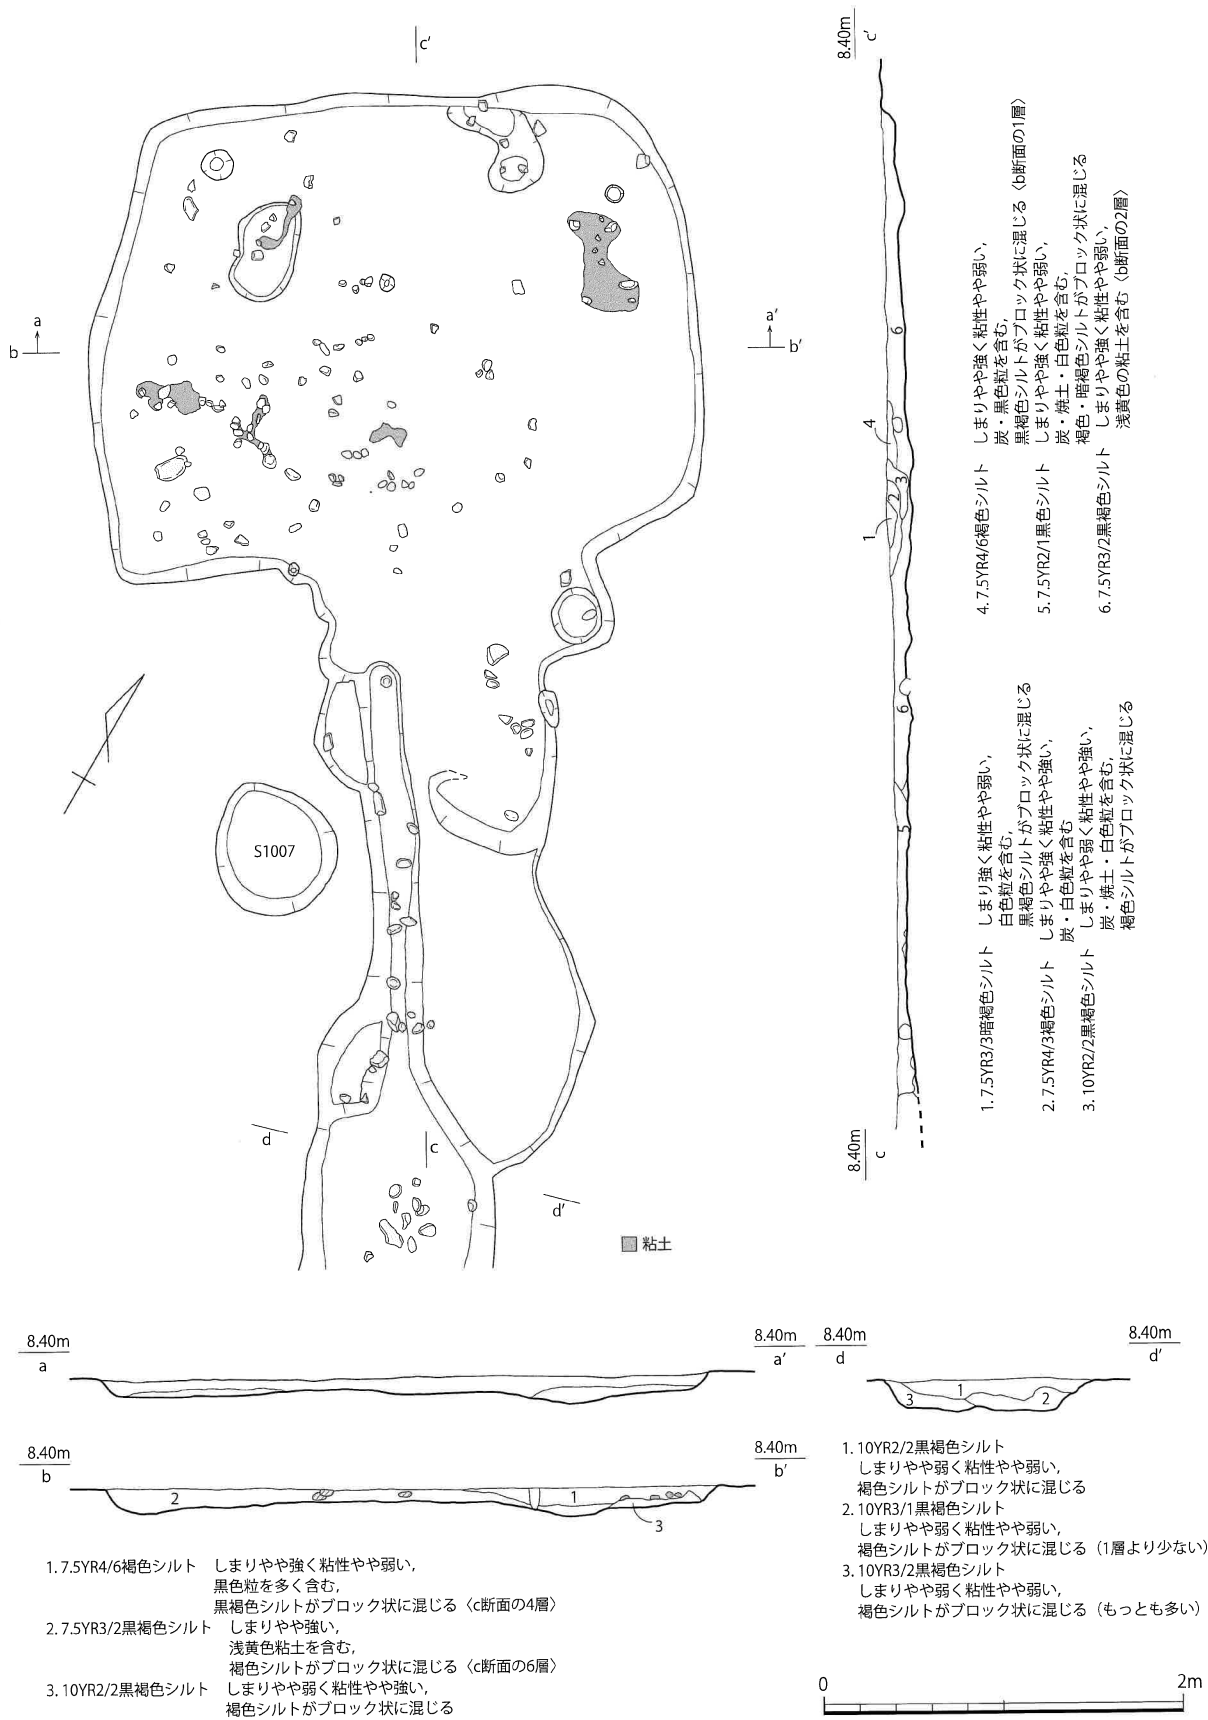 c′
8.40m
c′
a
b
a′
b′
S1007
d
c
d′
粘土
6
4
3
2
1
6
5
4. 7.5YR4/6褐色シルト しまりやや強く粘性やや弱い,
炭・黒色粒を含む,
黒褐色シルトがブロック状に混じる〈b断面の1層〉
5. 7.5YR2/1黒色シルト しまりやや強く粘性やや弱い,
炭・焼土・白色粒を含む,
褐色・暗褐色シルトがブロック状に混じる
6. 7.5YR3/2黒褐色シルト しまりやや強く粘性やや弱い,
浅黄色の粘土を含む〈b断面の2層〉
1. 7.5YR3/3暗褐色シルト しまり強く粘性やや弱い,
白色粒を含む,
黒褐色シルトがブロック状に混じる
2. 7.5YR4/3褐色シルト しまりやや強く粘性やや強い,
炭・白色粒を含む
3. 10YR2/2黒褐色シルト しまりやや弱く粘性やや強い,
炭・焼土・白色粒を含む,
褐色シルトがブロック状に混じる
8.40m
c
8.40m
a
8.40m
a′
8.40m
d
8.40m
d′
1
3
2
8.40m
b
8.40m
b′
2
1
3
1. 7.5YR4/6褐色シルト しまりやや強く粘性やや弱い,
黒色粒を多く含む,
黒褐色シルトがブロック状に混じる〈c断面の4層〉
2. 7.5YR3/2黒褐色シルト しまりやや強い,
浅黄色粘土を含む,
褐色シルトがブロック状に混じる〈c断面の6層〉
3. 10YR2/2黒褐色シルト しまりやや弱く粘性やや強い,
褐色シルトがブロック状に混じる
1. 10YR2/2黒褐色シルト
しまりやや弱く粘性やや弱い,
褐色シルトがブロック状に混じる
2. 10YR3/1黒褐色シルト
しまりやや弱く粘性やや弱い,
褐色シルトがブロック状に混じる（1層より少ない）
3. 10YR3/2黒褐色シルト
しまりやや弱く粘性やや弱い,
褐色シルトがブロック状に混じる（もっとも多い）
0 2m